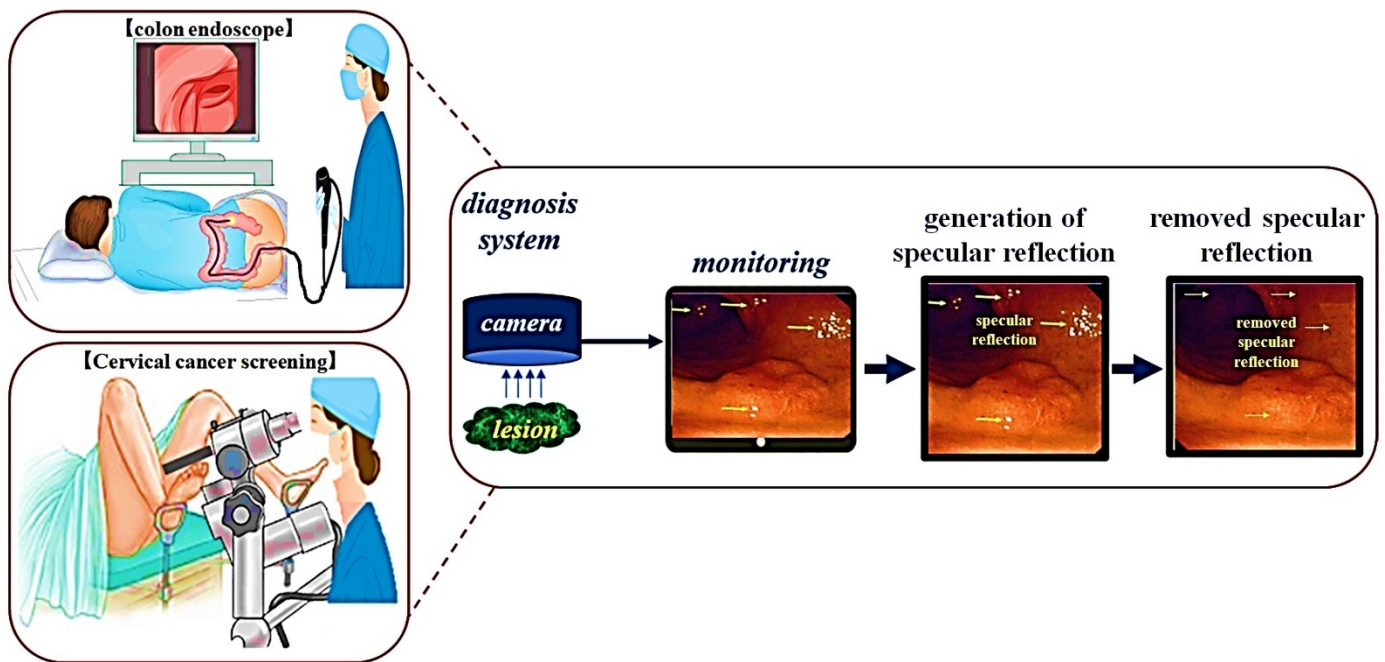 【colon endoscope】
【Cervical cancer screening】
diagnosis
system
camera
lesion
monitoring
generation of
specular reflection
specular
reflection
removed specular
reflection
removed
specular
reflection